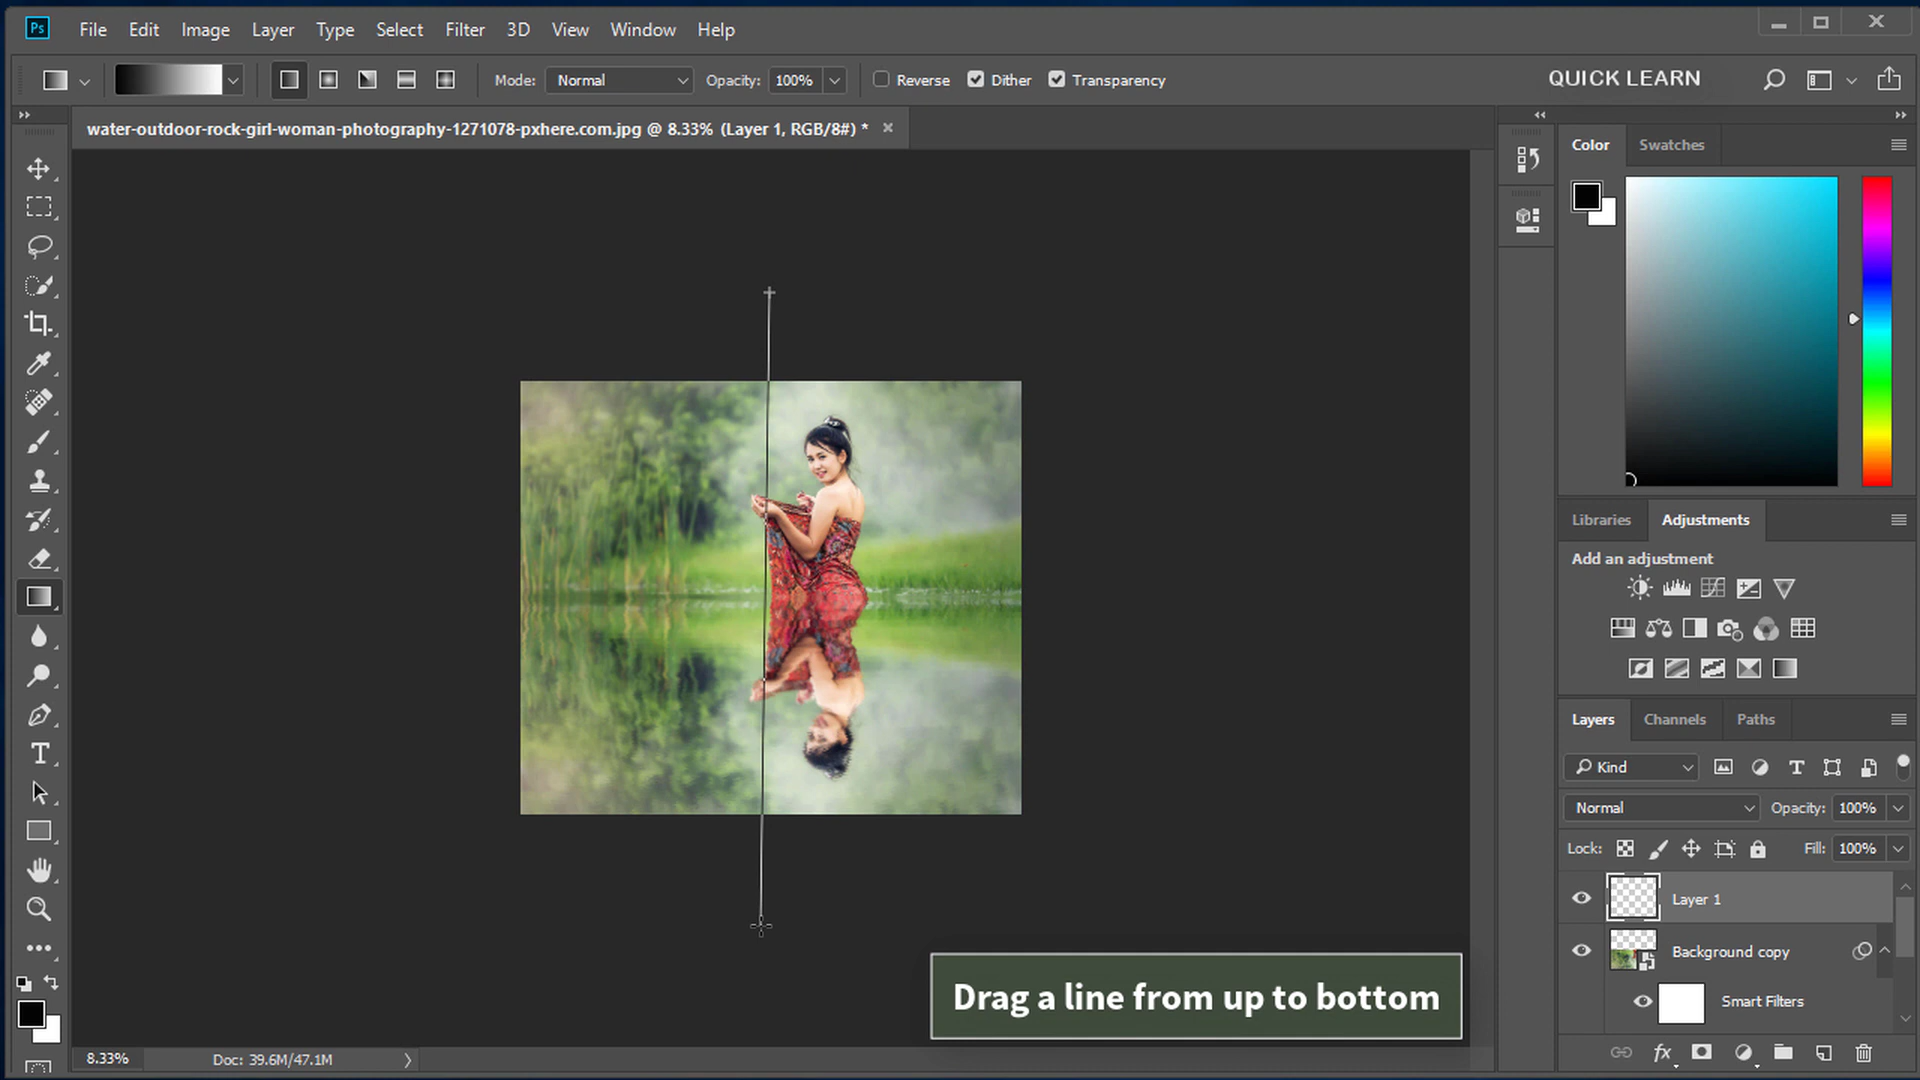 Ps File Edit Image Layer Type Select Filter 3D View Window Help
Mode: Normal Opacity: 100% Reverse Dither Transparency QUICK LEARN
water-outdoor-rock-girl-woman-photography-1271078-pxhere.com.jpg @ 8.33% (Layer 1, RGB/8#) *
Color Swatches
Libraries Adjustments
Add an adjustment
Layers Channels Paths
Kind
Normal Opacity: 100%
Lock: Fill: 100%
Layer 1
Background copy
Smart Filters
fx
Drag a line from up to bottom
8.33% Doc: 39.6M/47.1M